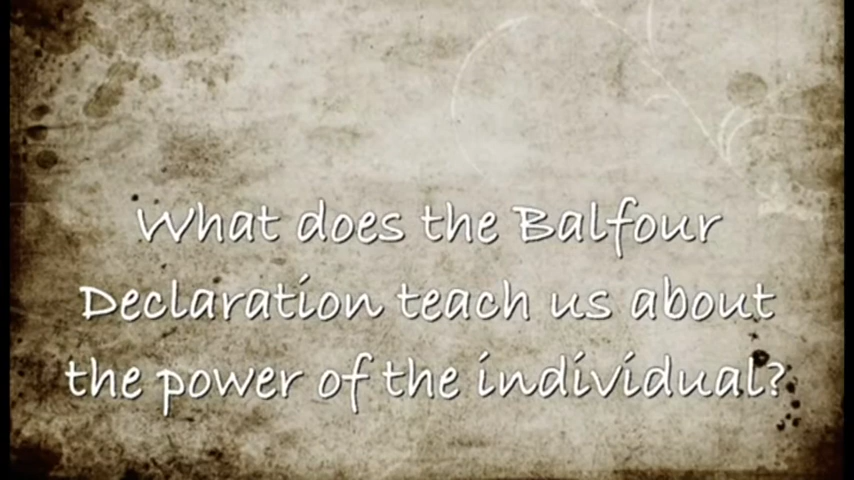 What does the Balfour
Declaration teach us about
the power of the individual?